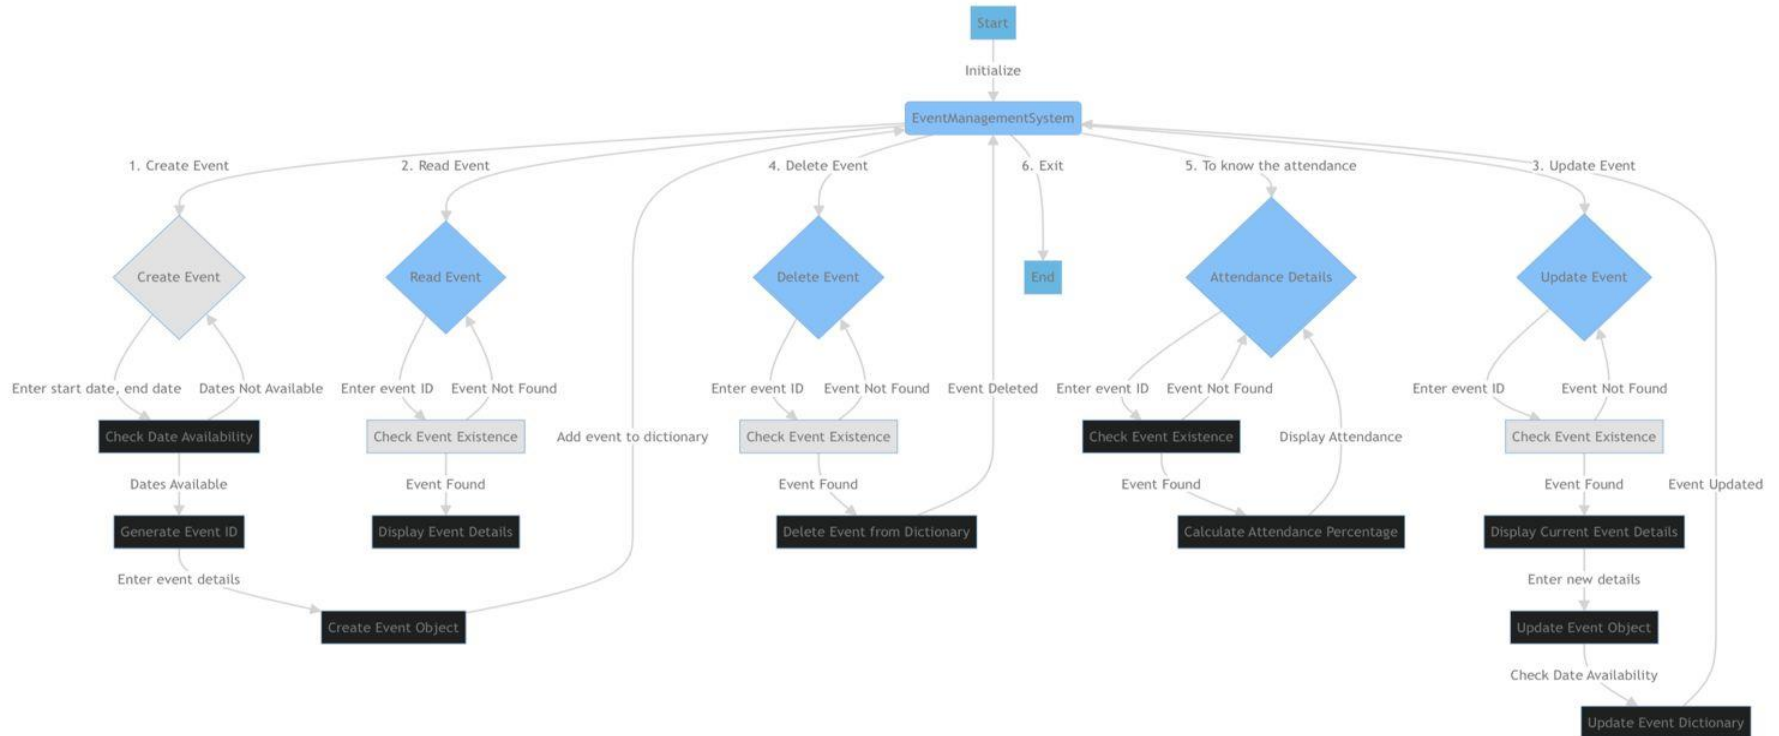 Start
Initialize
EventManagementSystem
1. Create Event
2. Read Event
4. Delete Event
6. Exit
5. To know the attendance
3. Update Event
Create Event
Read Event
Delete Event
End
Attendance Details
Update Event
Enter start date, end date
Dates Not Available
Enter event ID
Event Not Found
Enter event ID
Event Not Found
Event Deleted
Enter event ID
Event Not Found
Enter event ID
Event Not Found
Check Date Availability
Check Event Existence
Add event to dictionary
Check Event Existence
Check Event Existence
Display Attendance
Check Event Existence
Dates Available
Event Found
Event Found
Event Found
Event Found
Event Updated
Generate Event ID
Display Event Details
Delete Event from Dictionary
Calculate Attendance Percentage
Display Current Event Details
Enter event details
Enter new details
Create Event Object
Update Event Object
Check Date Availability
Update Event Dictionary